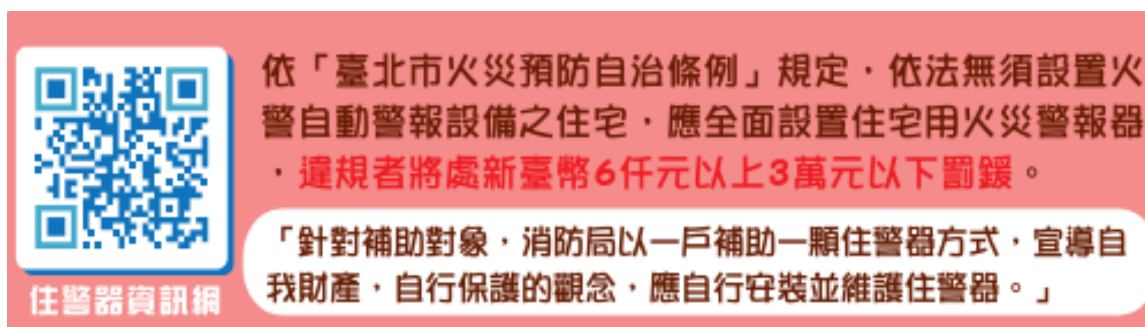 依「臺北市火災預防自治條例」規定，依法無須設置火
警自動警報設備之住宅，應全面設置住宅用火災警報器
，違規者將處新臺幣6仟元以上3萬元以下罰鍰。
「針對補助對象，消防局以一戶補助一顆住警器方式，宣導自
我財產，自行保護的觀念，應自行安裝並維護住警器。」
住警器資訊網